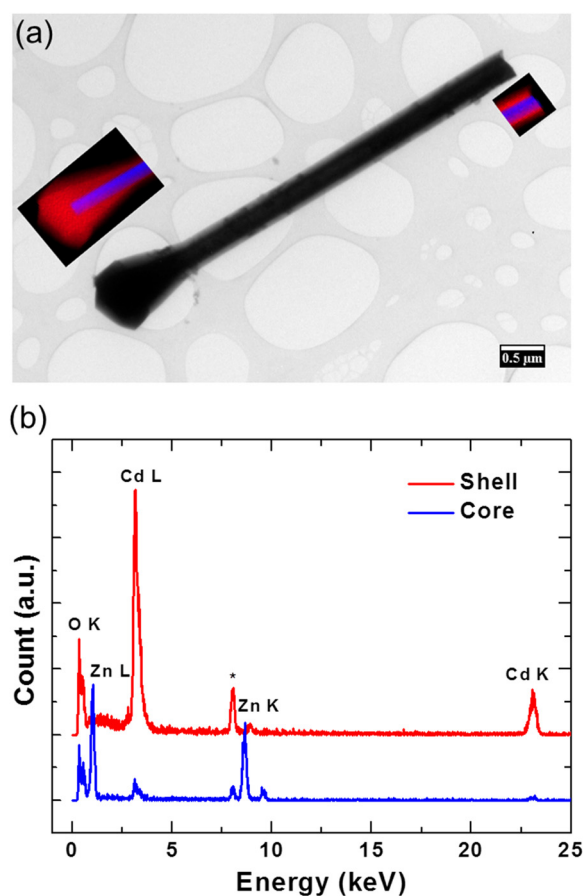 (a)
0.5 μm
(b)
Cd L
Shell
Core
O K
Zn L
*
Zn K
Cd K
Count (a.u.)
0 5 10 15 20 25
Energy (keV)